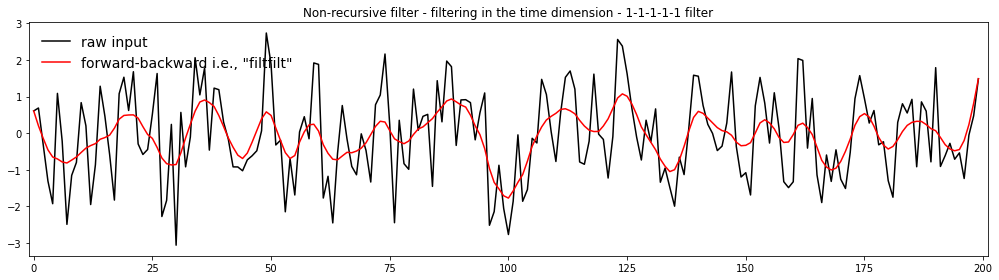 Non-recursive filter - filtering in the time dimension - 1-1-1-1-1 filter
3
2
1
0
−1
−2
−3
raw input
forward-backward i.e., "filtfilt"
0 25 50 75 100 125 150 175 200